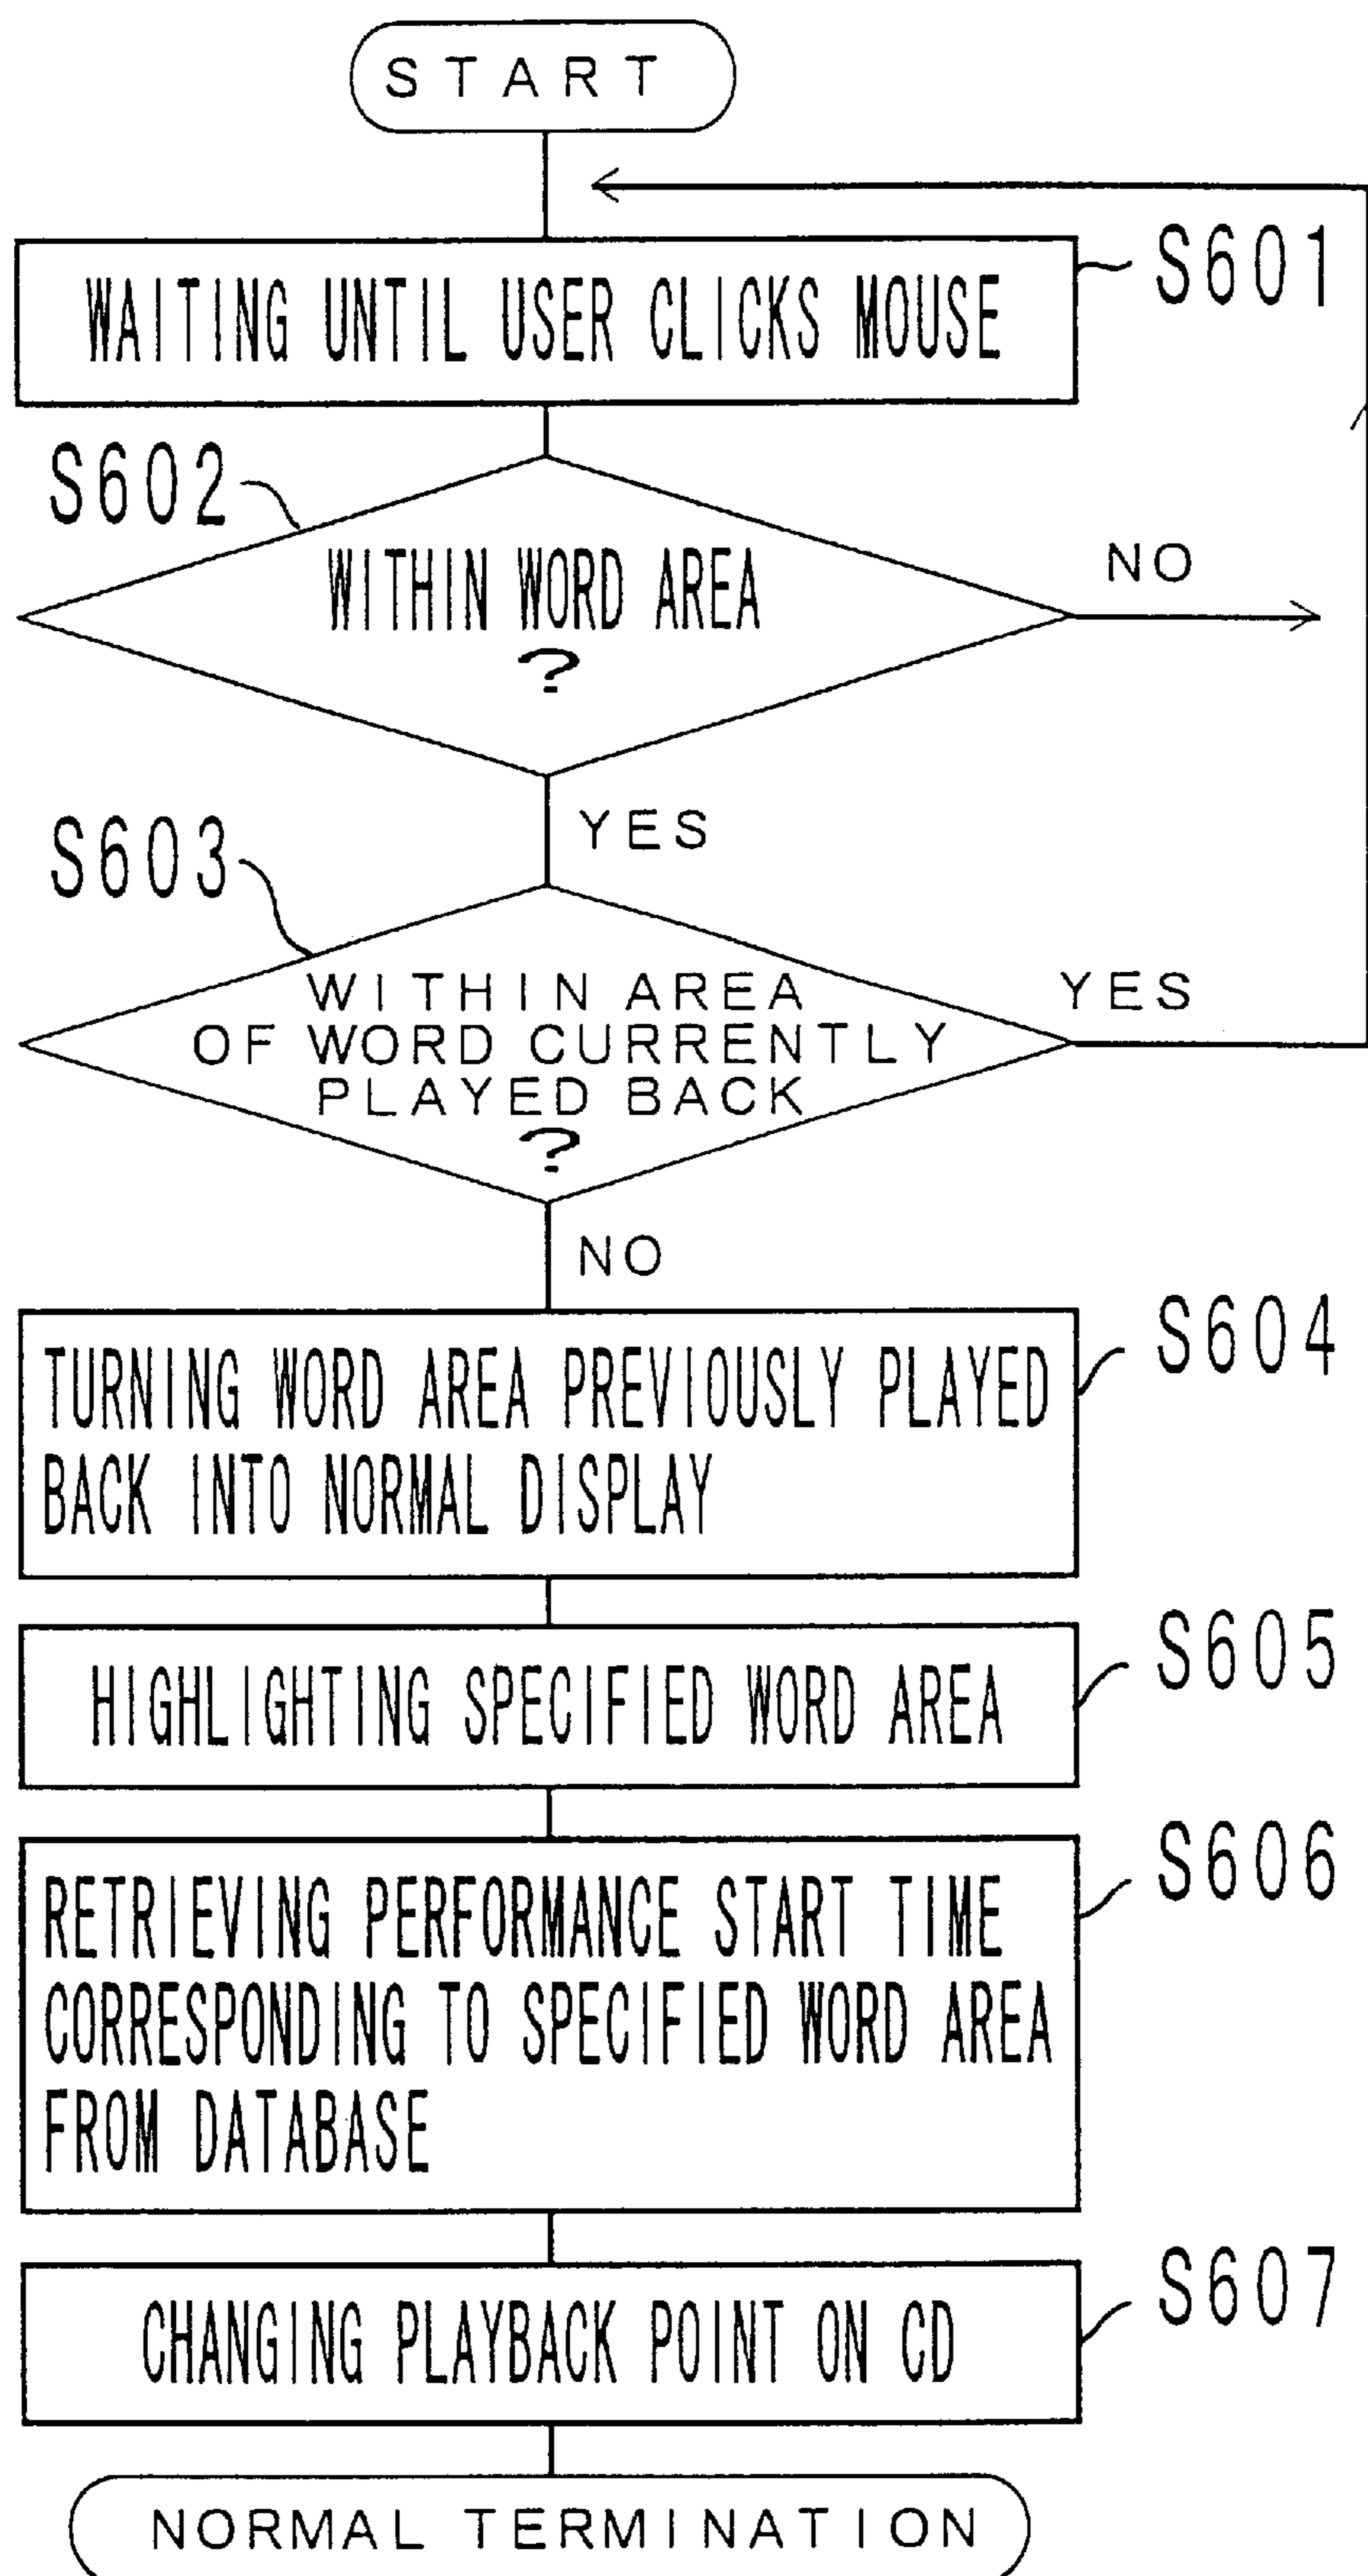 START
WAITING UNTIL USER CLICKS MOUSE
S601
S602
WITHIN WORD AREA
?
NO
YES
S603
WITHIN AREA
OF WORD CURRENTLY
PLAYED BACK
?
YES
NO
TURNING WORD AREA PREVIOUSLY PLAYED
BACK INTO NORMAL DISPLAY
S604
HIGHLIGHTING SPECIFIED WORD AREA
S605
RETRIEVING PERFORMANCE START TIME
CORRESPONDING TO SPECIFIED WORD AREA
FROM DATABASE
S606
CHANGING PLAYBACK POINT ON CD
S607
NORMAL TERMINATION